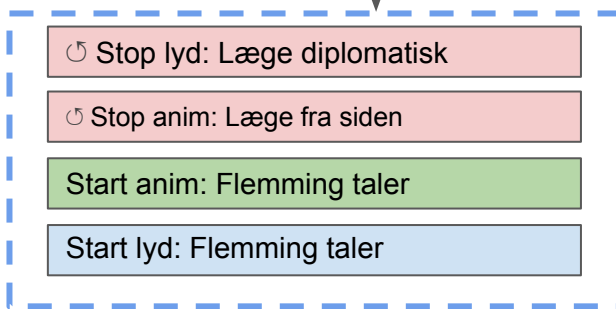 ↺ Stop lyd: Læge diplomatisk
↺ Stop anim: Læge fra siden
Start anim: Flemming taler
Start lyd: Flemming taler